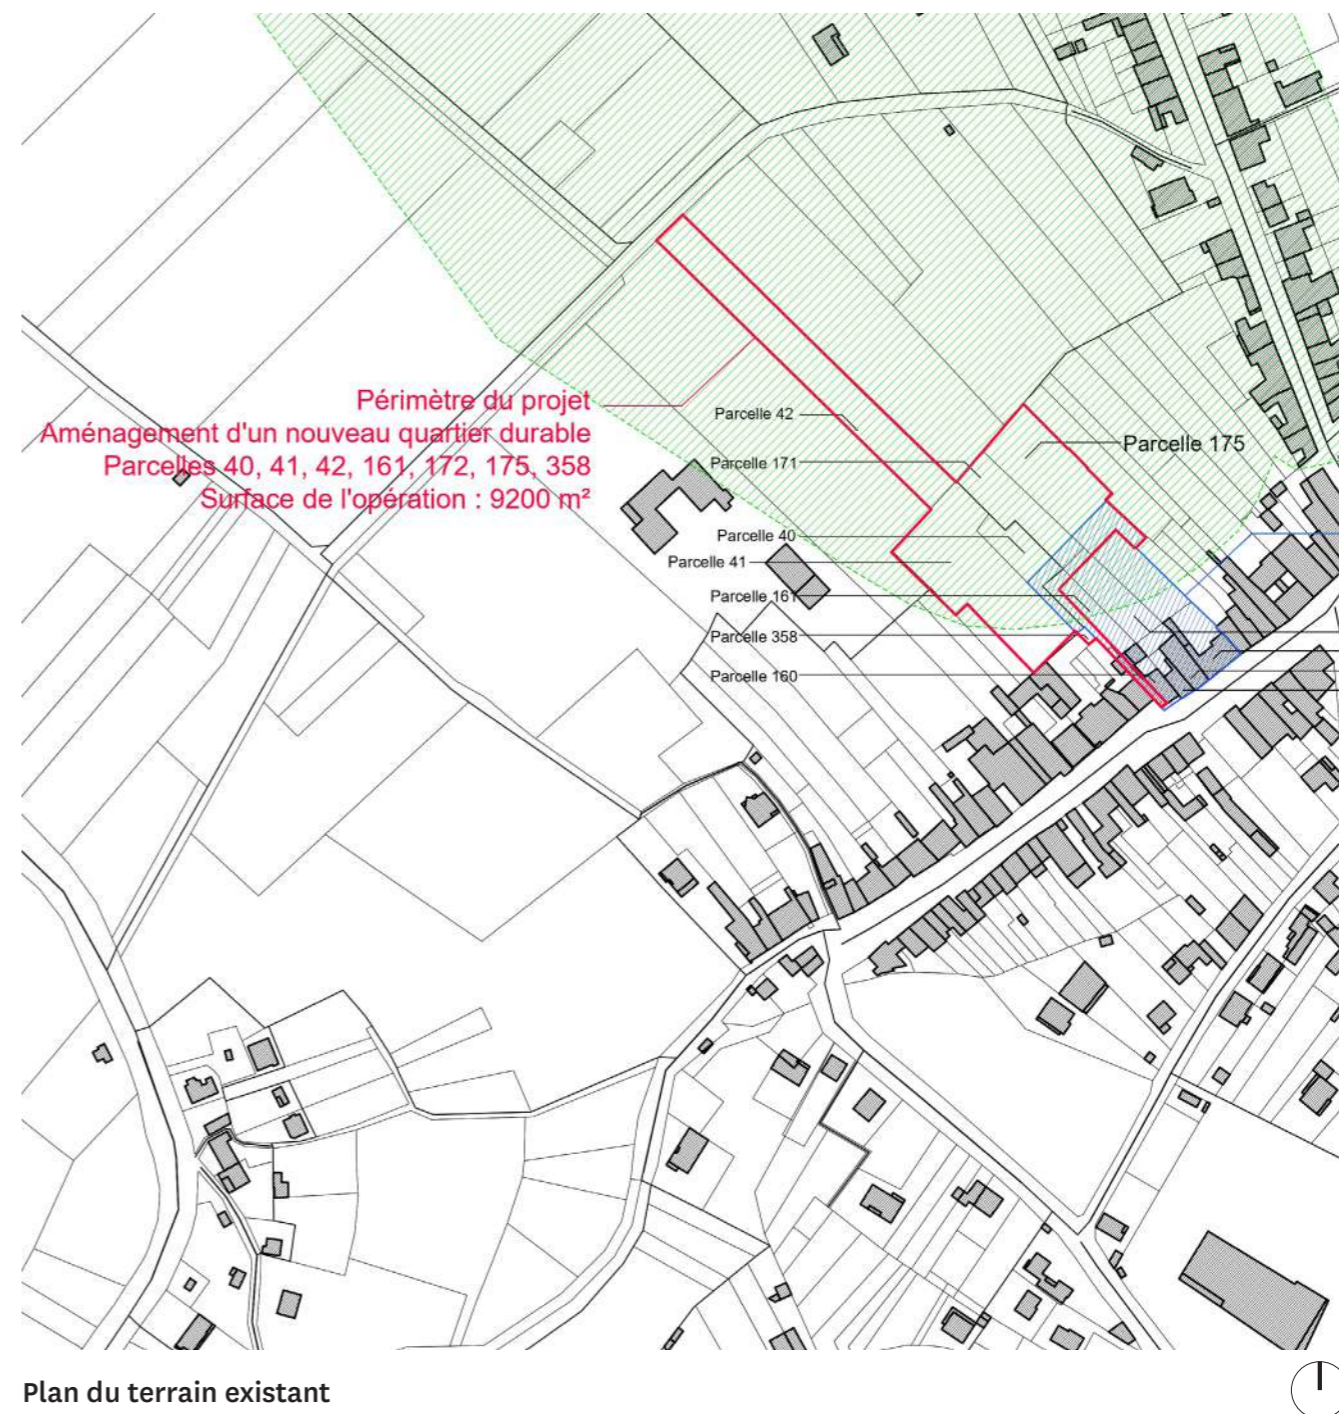 Périmètre du projet
Aménagement d'un nouveau quartier durable
Parcelles 40, 41, 42, 161, 172, 175, 358
Surface de l'opération : 9200 m²
Parcelle 42
Parcelle 175
Parcelle 171
Parcelle 40
Parcelle 41
Parcelle 161
Parcelle 358
Parcelle 160
Plan du terrain existant